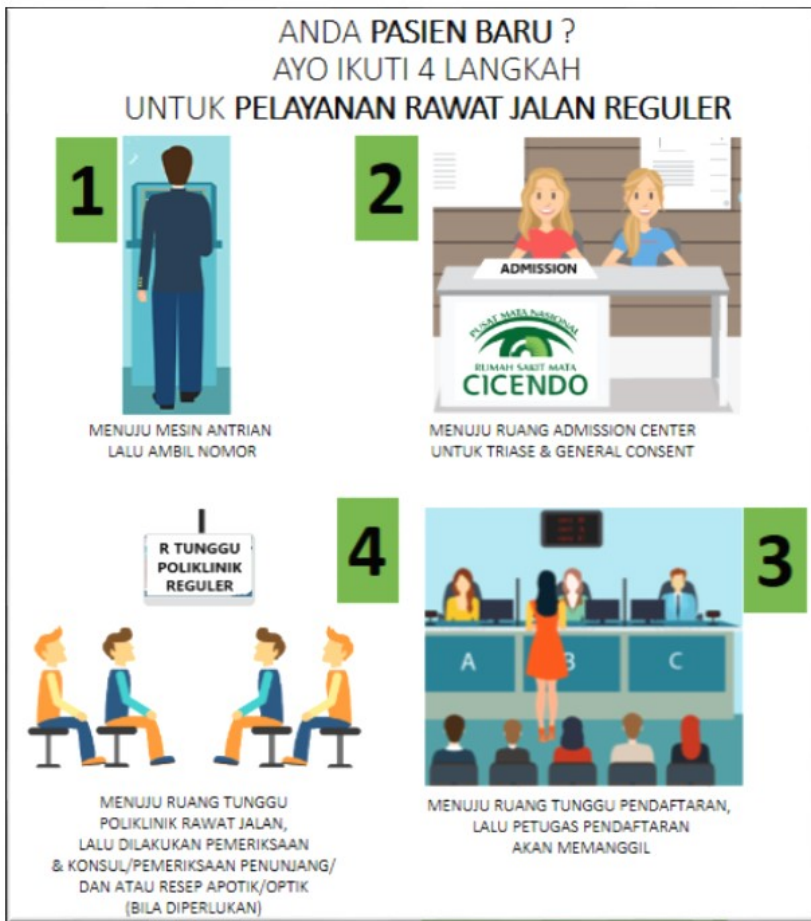 ANDA PASIEN BARU ?
AYO IKUTI 4 LANGKAH
UNTUK PELAYANAN RAWAT JALAN REGULER
1
MENUJU MESIN ANTRIAN
LALU AMBIL NOMOR
2
ADMISSION
PUSAT MATA NASIONAL
RUMAH SAKIT MATA
CICENDO
MENUJU RUANG ADMISSION CENTER
UNTUK TRIASE & GENERAL CONSENT
3
A B C
MENUJU RUANG TUNGGU PENDAFTARAN,
LALU PETUGAS PENDAFTARAN
AKAN MEMANGGIL
4
R TUNGGU
POLIKLINIK
REGULER
MENUJU RUANG TUNGGU
POLIKLINIK RAWAT JALAN,
LALU DILAKUKAN PEMERIKSAAN
& KONSUL/PEMERIKSAAN PENUNJANG/
DAN ATAU RESEP APOTIK/OPTIK
(BILA DIPERLUKAN)